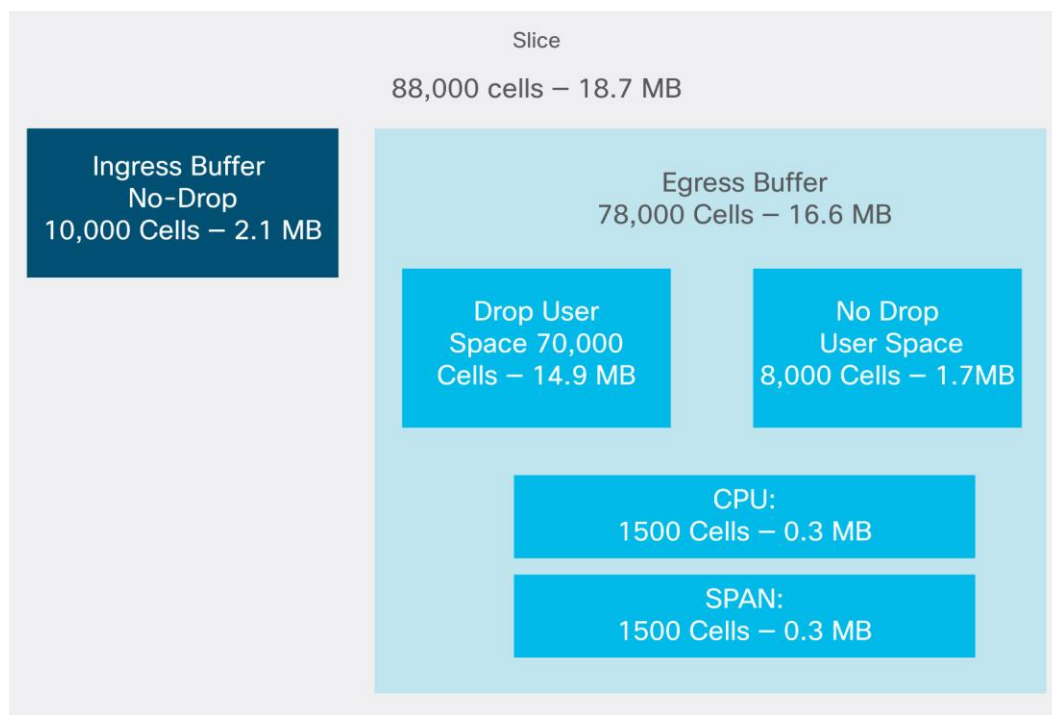 Slice
88,000 cells – 18.7 MB
Ingress Buffer
No-Drop
10,000 Cells – 2.1 MB
Egress Buffer
78,000 Cells – 16.6 MB
Drop User
Space 70,000
Cells – 14.9 MB
No Drop
User Space
8,000 Cells – 1.7MB
CPU:
1500 Cells – 0.3 MB
SPAN:
1500 Cells – 0.3 MB